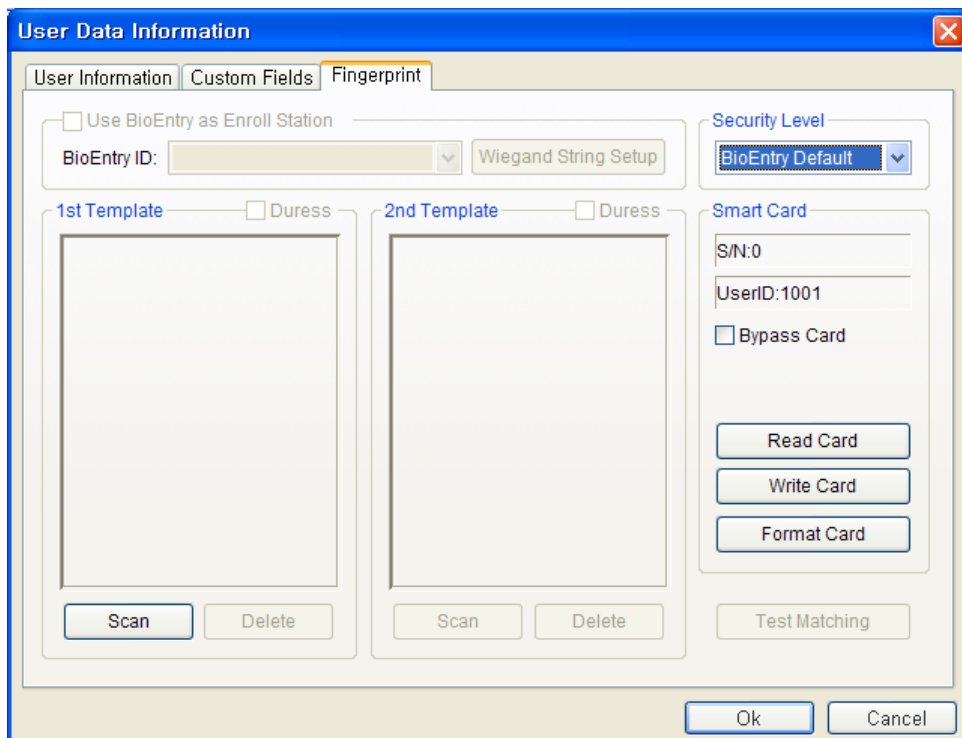 User Data Information
User Information Custom Fields Fingerprint
Use BioEntry as Enroll Station
BioEntry ID: Wiegand String Setup
Security Level
BioEntry Default
1st Template Duress
Scan Delete
2nd Template Duress
Scan Delete
Smart Card
S/N:0
UserID:1001
Bypass Card
Read Card
Write Card
Format Card
Test Matching
Ok Cancel